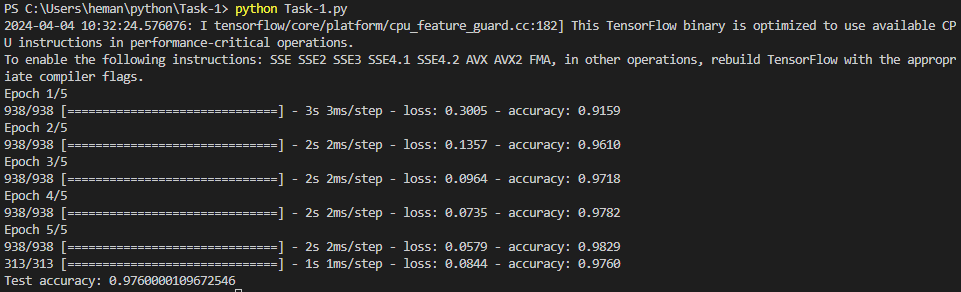 PS C:\Users\heman\python\Task-1> python Task-1.py
2024-04-04 10:32:24.576076: I tensorflow/core/platform/cpu_feature_guard.cc:182] This TensorFlow binary is optimized to use available CP
U instructions in performance-critical operations.
To enable the following instructions: SSE SSE2 SSE3 SSE4.1 SSE4.2 AVX AVX2 FMA, in other operations, rebuild TensorFlow with the appropr
iate compiler flags.
Epoch 1/5
938/938 [==============================] - 3s 3ms/step - loss: 0.3005 - accuracy: 0.9159
Epoch 2/5
938/938 [==============================] - 2s 2ms/step - loss: 0.1357 - accuracy: 0.9610
Epoch 3/5
938/938 [==============================] - 2s 2ms/step - loss: 0.0964 - accuracy: 0.9718
Epoch 4/5
938/938 [==============================] - 2s 2ms/step - loss: 0.0735 - accuracy: 0.9782
Epoch 5/5
938/938 [==============================] - 2s 2ms/step - loss: 0.0579 - accuracy: 0.9829
313/313 [==============================] - 1s 1ms/step - loss: 0.0844 - accuracy: 0.9760
Test accuracy: 0.9760000109672546